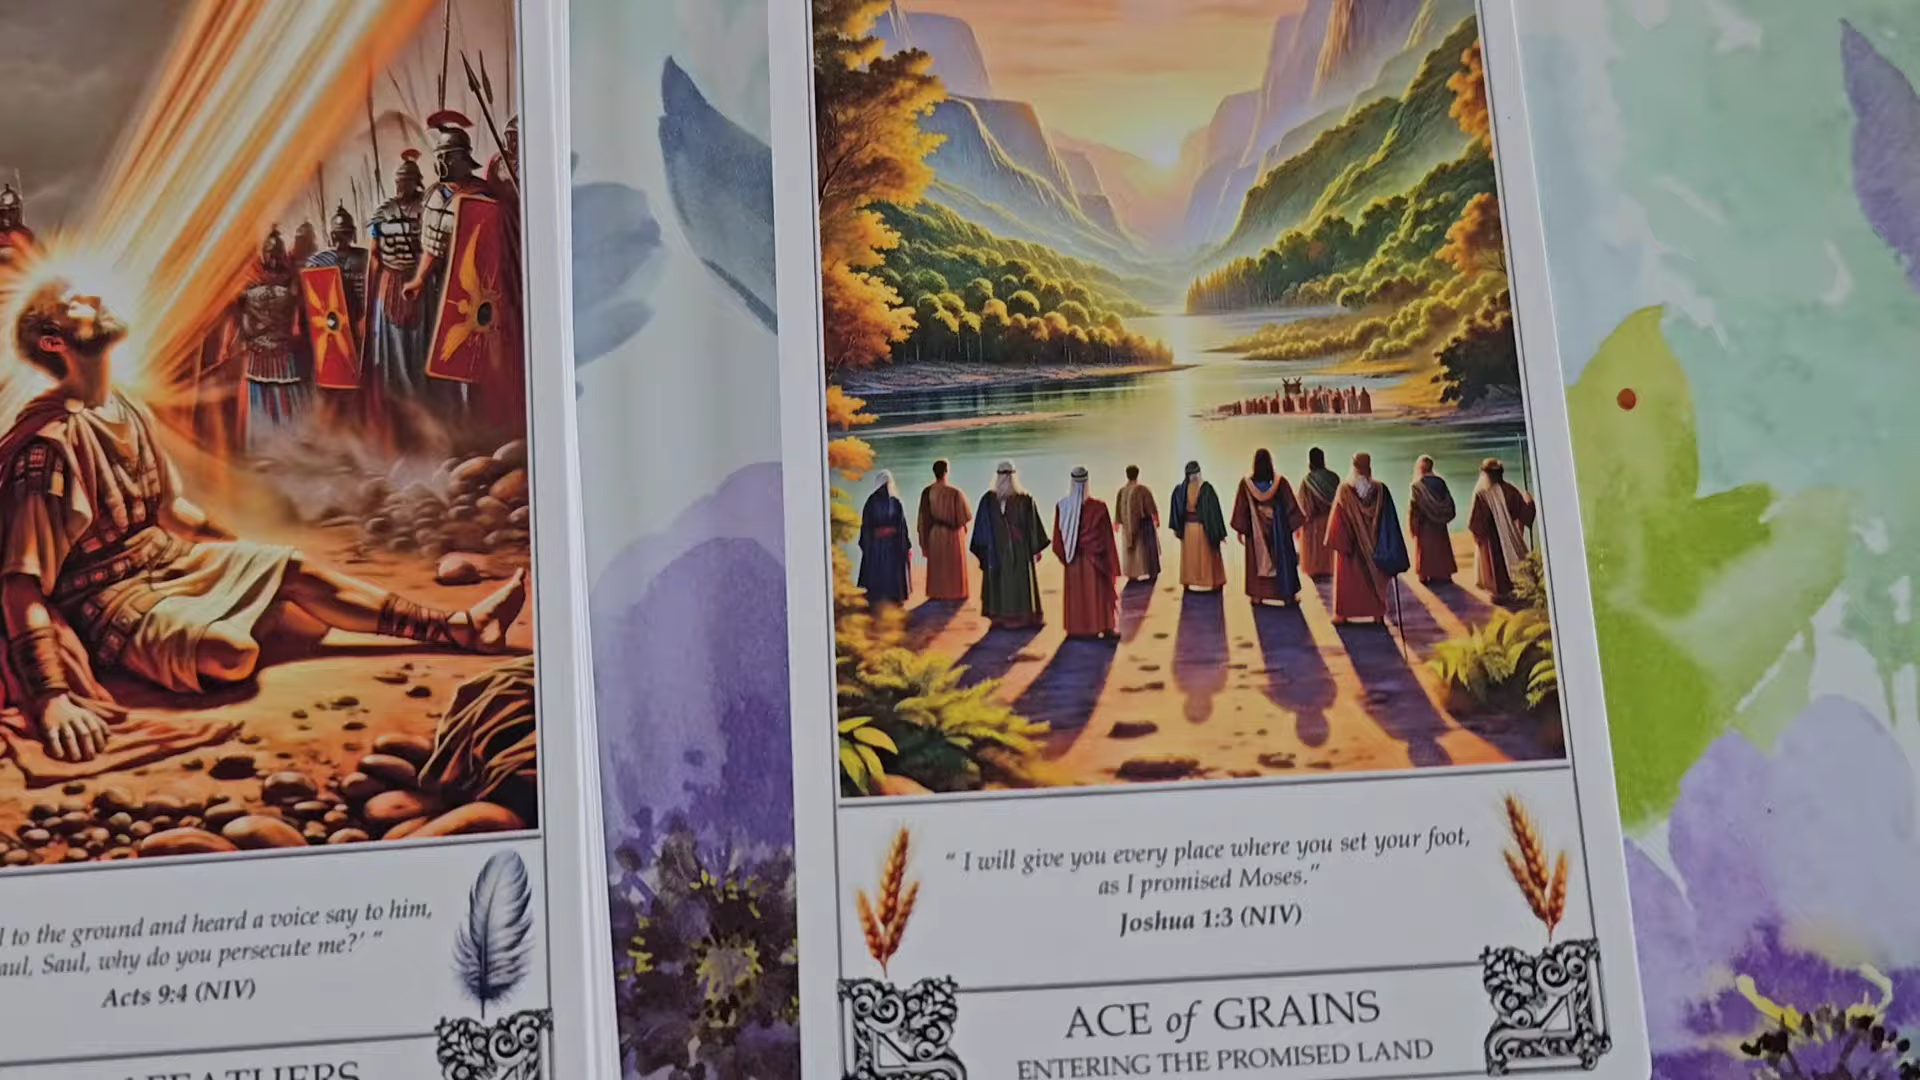 to the ground and heard a voice say to him,
Saul, why do you persecute me?’ ”
Acts 9:4 (NIV)
FEATHERS
“ I will give you every place where you set your foot,
as I promised Moses.”
Joshua 1:3 (NIV)
ACE of GRAINS
ENTERING THE PROMISED LAND